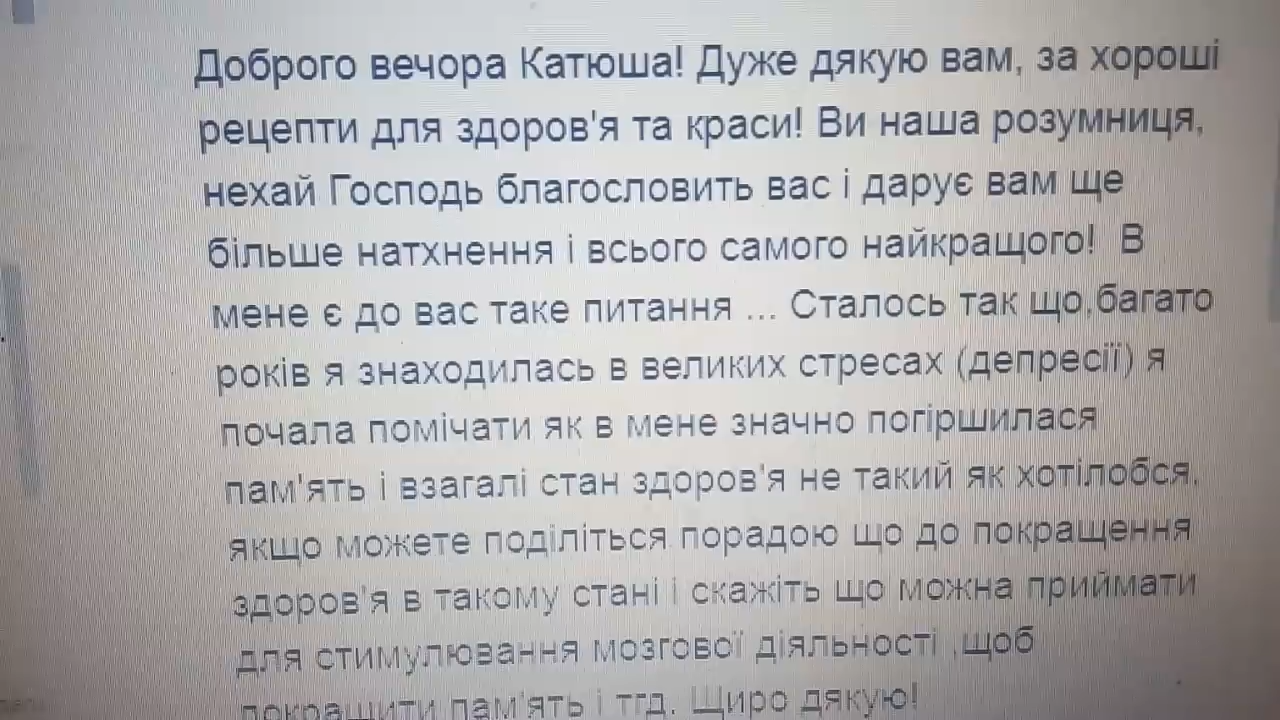 Доброго вечора Катюша! Дуже дякую вам, за хороші
рецепти для здоров'я та краси! Ви наша розумниця,
нехай Господь благословить вас і дарує вам ще
більше натхнення і всього самого найкращого! В
мене є до вас таке питання ... Сталось так що,багато
років я знаходилась в великих стресах (депресії) я
почала помічати як в мене значно погіршилася
пам'ять і взагалі стан здоров'я не такий як хотілобся,
якщо можете поділіться порадою що до покращення
здоров'я в такому стані і скажіть що можна приймати
для стимулювання мозгової діяльності ,щоб
покращити пам'ять і тгд. Щиро дякую!